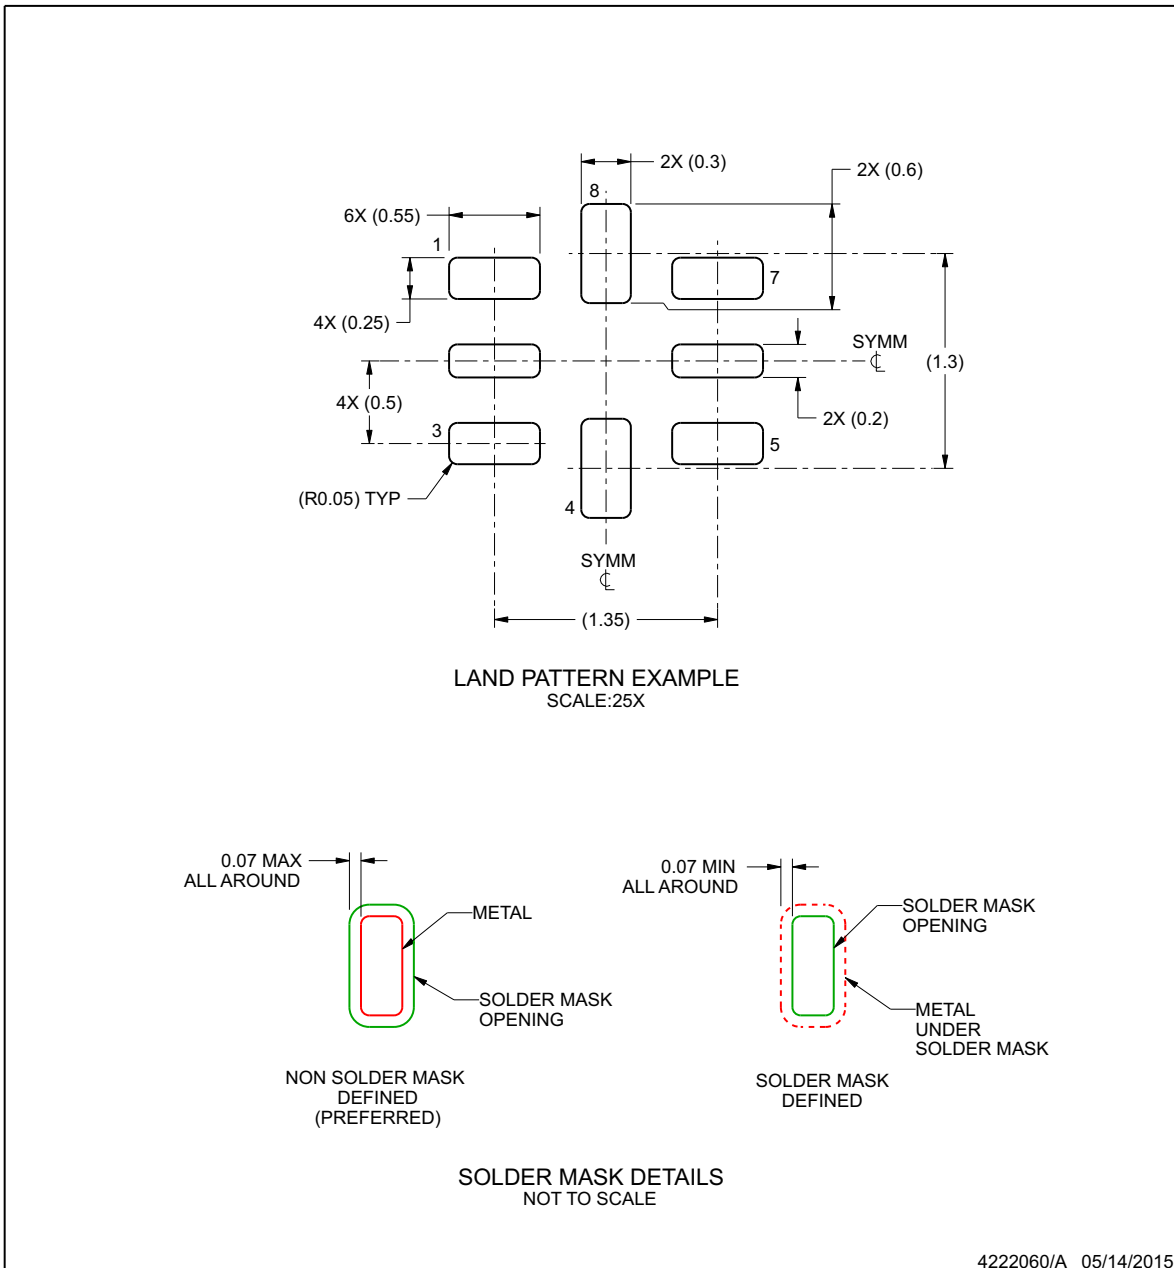 2X (0.3)
2X (0.6)
8
6X (0.55)
1
7
4X (0.25)
SYMM
℄
(1.3)
4X (0.5)
2X (0.2)
3
5
(R0.05) TYP
4
SYMM
℄
(1.35)
LAND PATTERN EXAMPLE
SCALE:25X
0.07 MAX
ALL AROUND
METAL
SOLDER MASK
OPENING
NON SOLDER MASK
DEFINED
(PREFERRED)
0.07 MIN
ALL AROUND
SOLDER MASK
OPENING
METAL
UNDER
SOLDER MASK
SOLDER MASK
DEFINED
SOLDER MASK DETAILS
NOT TO SCALE
4222060/A 05/14/2015